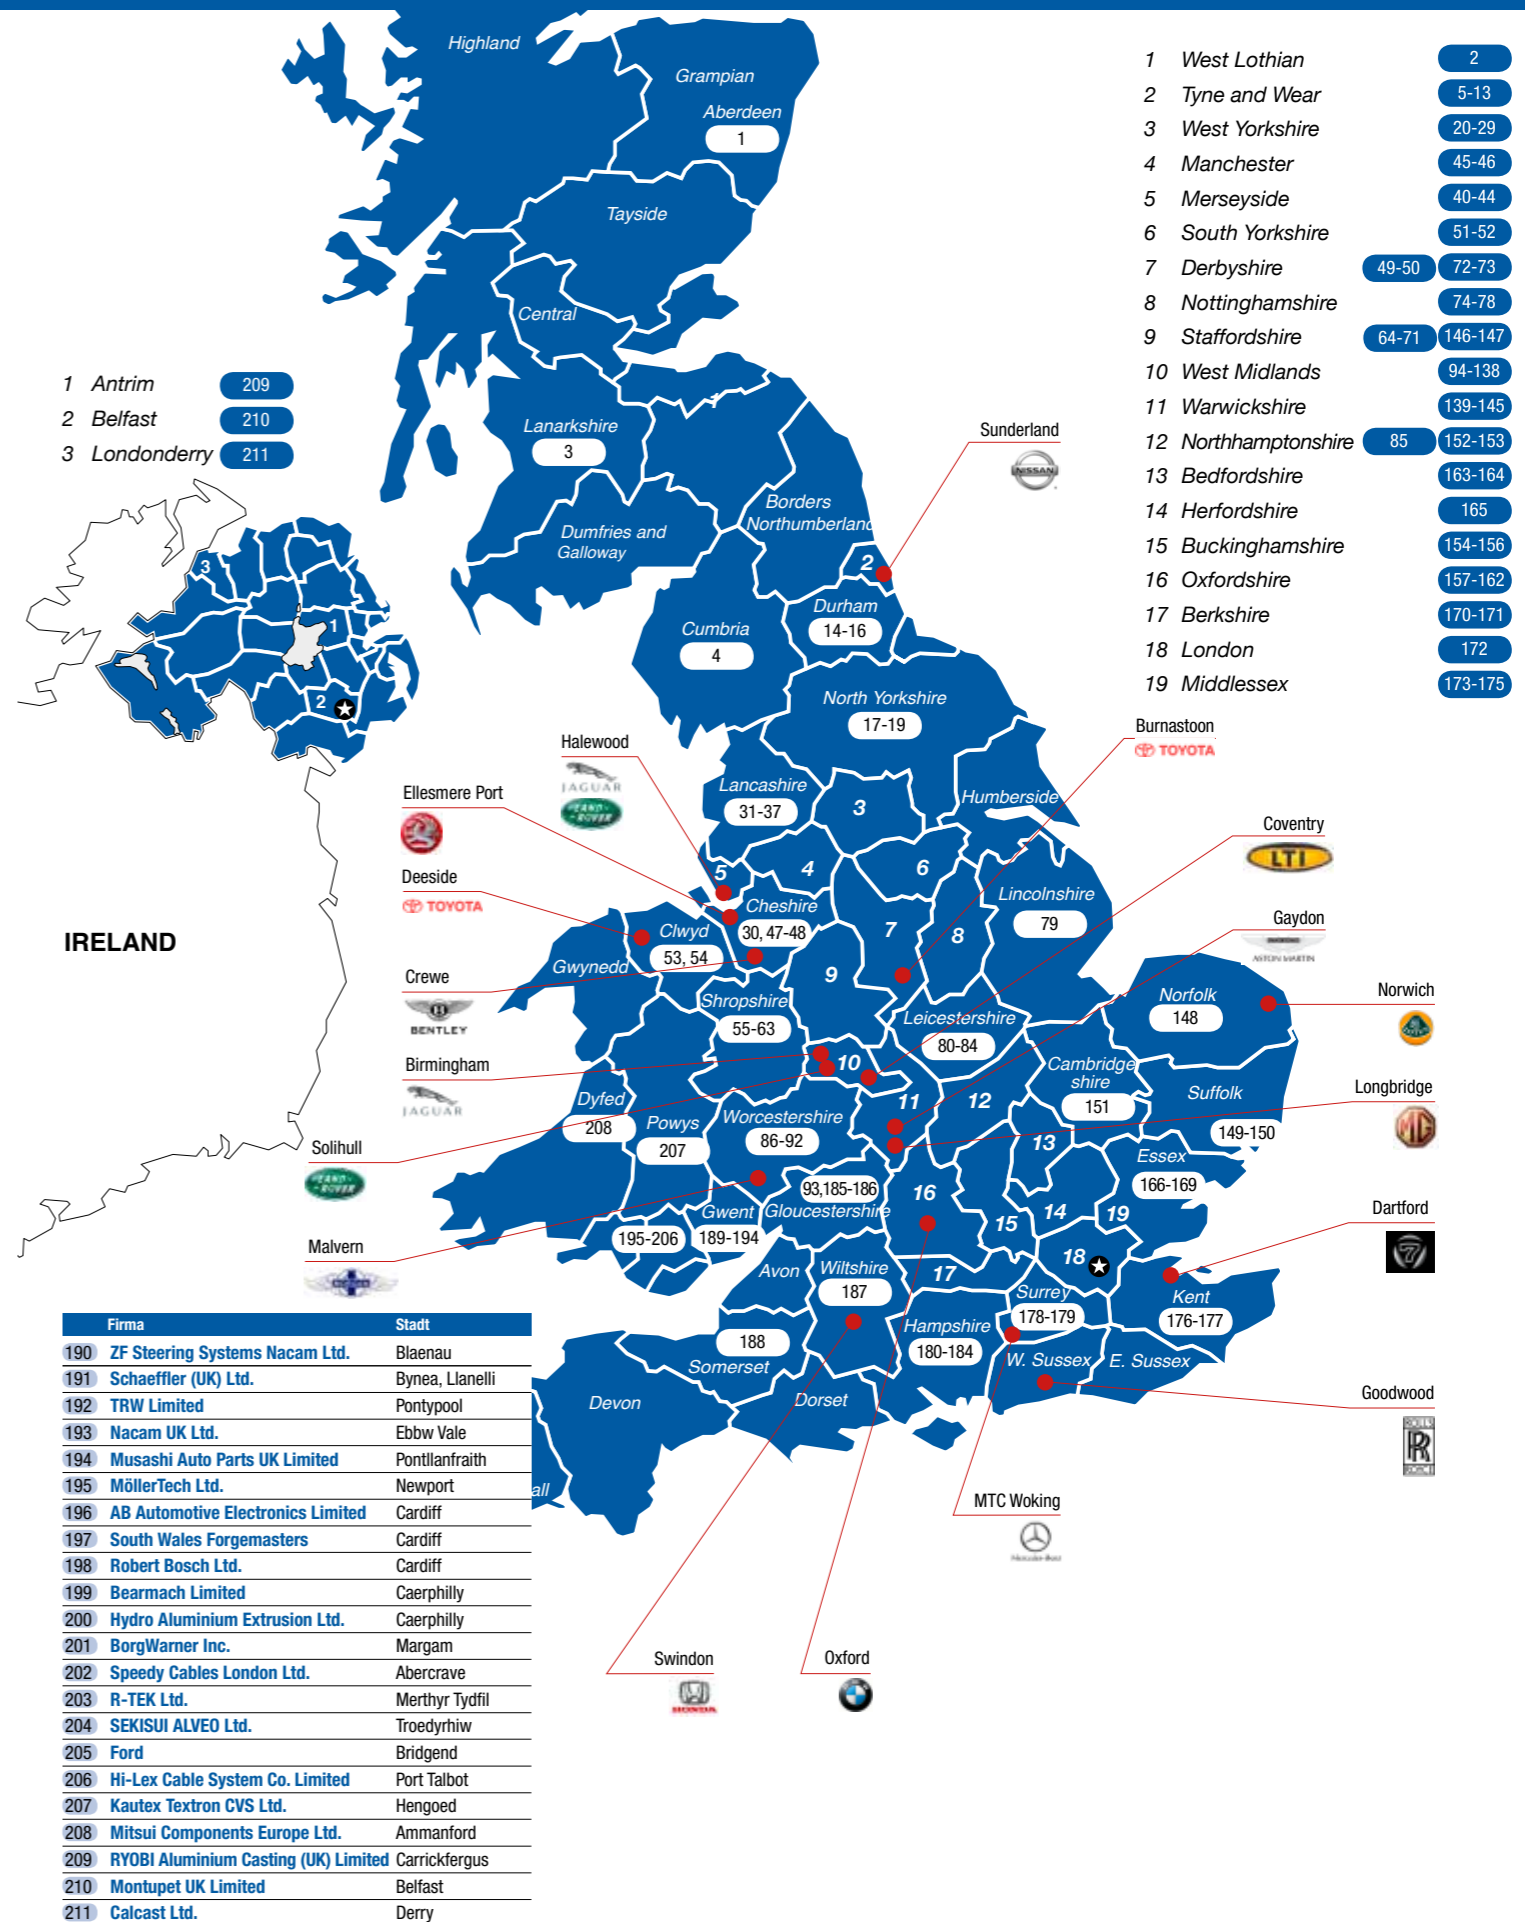 Highland
Grampian
Aberdeen
1
Tayside
Central
1
Lanarkshire
3
Borders
Northumberland
Dumfries and
Galloway
2
Durham
14-16
Cumbria
4
North Yorkshire
17-19
Lancashire
31-37
3
Humberside
5
4
6
Cheshire
30, 47-48
7
8
Lincolnshire
79
Clwyd
53, 54
Gwynedd
9
Shropshire
55-63
Leicestershire
80-84
Norfolk
148
10
Cambridge
shire
151
Suffolk
149-150
Dyfed
208
Powys
207
Worcestershire
86-92
11
12
13
Essex
166-169
93,185-186
Gloucestershire
16
Gwent
189-194
195-206
15
14
19
Avon
Wiltshire
187
17
18
Surrey
178-179
Kent
176-177
Hampshire
180-184
188
Somerset
W. Sussex
E. Sussex
Devon
Dorset
all
1 West Lothian 2
2 Tyne and Wear 5-13
3 West Yorkshire 20-29
4 Manchester 45-46
5 Merseyside 40-44
6 South Yorkshire 51-52
7 Derbyshire 49-50 72-73
8 Nottinghamshire 74-78
9 Staffordshire 64-71 146-147
10 West Midlands 94-138
11 Warwickshire 139-145
12 Northhamptonshire 85 152-153
13 Bedfordshire 163-164
14 Herfordshire 165
15 Buckinghamshire 154-156
16 Oxfordshire 157-162
17 Berkshire 170-171
18 London 172
19 Middlessex 173-175
1 Antrim 209
2 Belfast 210
3 Londonderry 211
3
1
2
IRELAND
Sunderland
NISSAN
Burnastoon
TOYOTA
Halewood
JAGUAR
LAND-
ROVER
Ellesmere Port
Deeside
TOYOTA
Coventry
LTI
Gaydon
ASTON MARTIN
Crewe
BENTLEY
Norwich
Birmingham
JAGUAR
Longbridge
MG
Solihull
LAND-
ROVER
Dartford
7
Malvern
Goodwood
ROLLS
RR
ROYCE
MTC Woking
Mercedes-Benz
Swindon
HONDA
Oxford
Firma Stadt
190 ZF Steering Systems Nacam Ltd. Blaenau
191 Schaeffler (UK) Ltd. Bynea, Llanelli
192 TRW Limited Pontypool
193 Nacam UK Ltd. Ebbw Vale
194 Musashi Auto Parts UK Limited Pontllanfraith
195 MöllerTech Ltd. Newport
196 AB Automotive Electronics Limited Cardiff
197 South Wales Forgemasters Cardiff
198 Robert Bosch Ltd. Cardiff
199 Bearmach Limited Caerphilly
200 Hydro Aluminium Extrusion Ltd. Caerphilly
201 BorgWarner Inc. Margam
202 Speedy Cables London Ltd. Abercrave
203 R-TEK Ltd. Merthyr Tydfil
204 SEKISUI ALVEO Ltd. Troedyrhiw
205 Ford Bridgend
206 Hi-Lex Cable System Co. Limited Port Talbot
207 Kautex Textron CVS Ltd. Hengoed
208 Mitsui Components Europe Ltd. Ammanford
209 RYOBI Aluminium Casting (UK) Limited Carrickfergus
210 Montupet UK Limited Belfast
211 Calcast Ltd. Derry